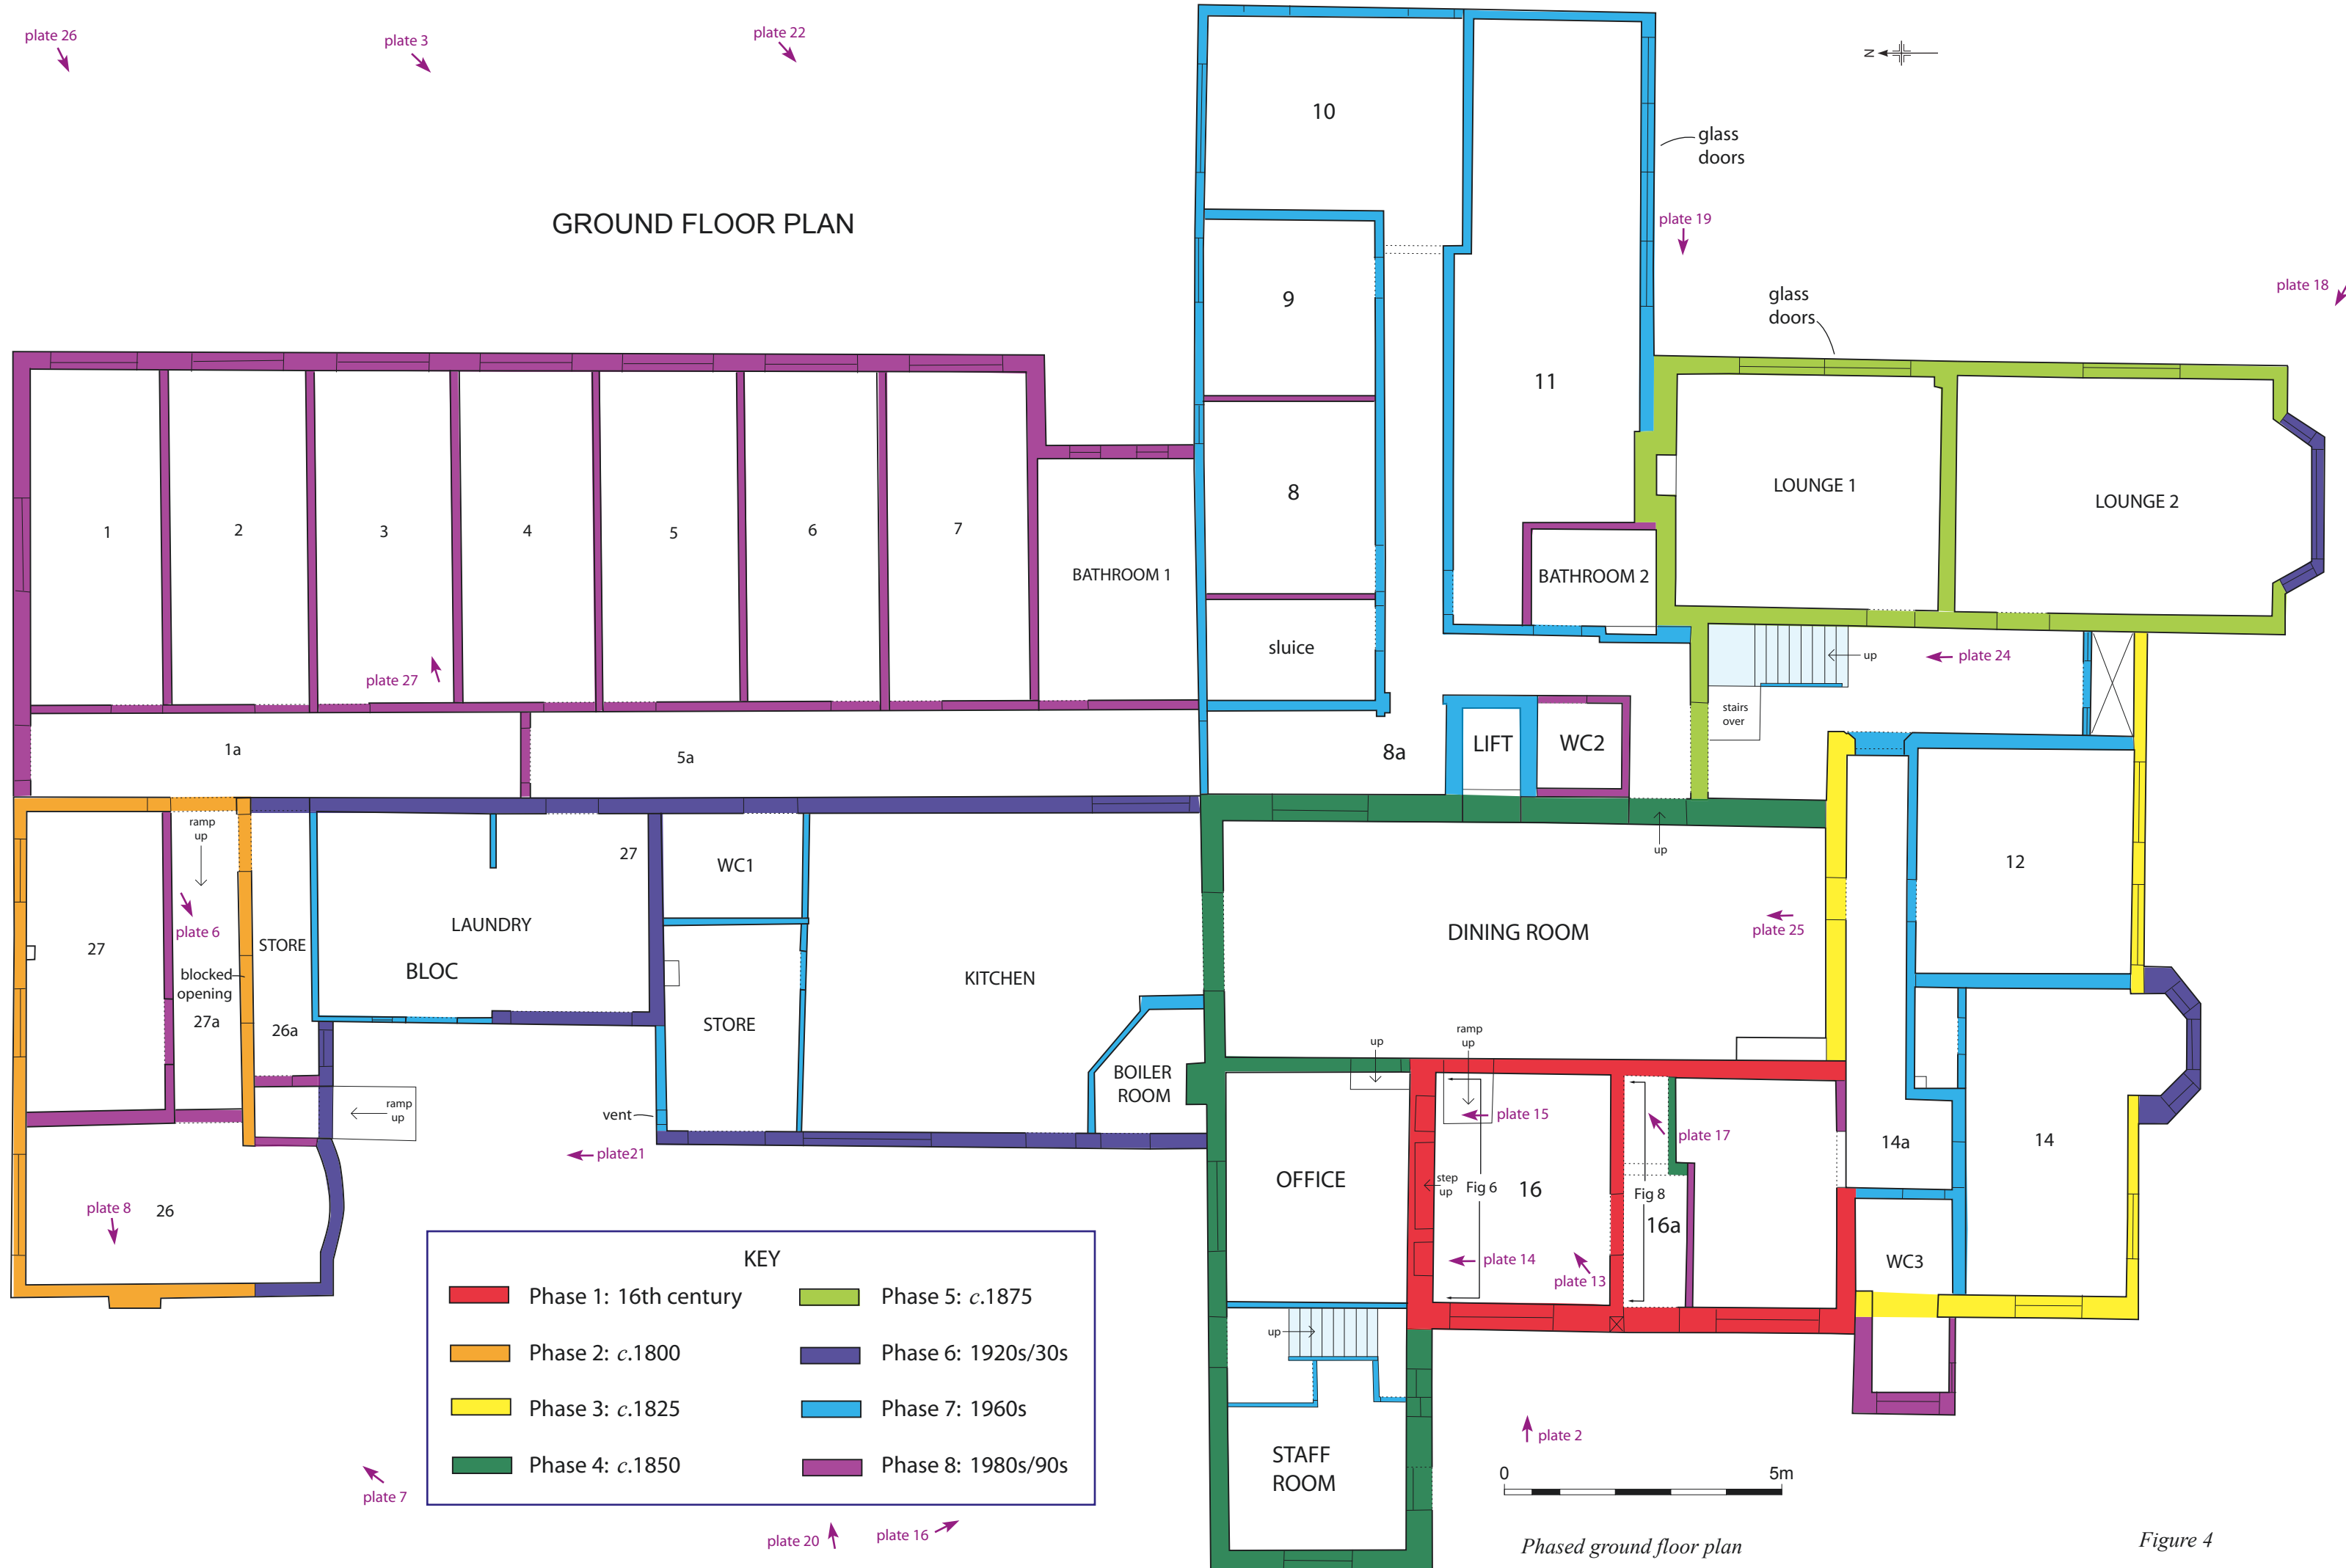 plate 26
plate 3
plate 22
N
10
glass
doors
GROUND FLOOR PLAN
plate 19
plate 18
9
glass
doors
11
8
LOUNGE 1
LOUNGE 2
1
2
3
4
5
6
7
BATHROOM 1
BATHROOM 2
sluice
up
plate 24
plate 27
stairs
over
1a
5a
8a
LIFT
WC2
ramp
up
27
WC1
up
12
plate 6
LAUNDRY
DINING ROOM
plate 25
27
STORE
BLOC
KITCHEN
blocked
opening
27a
26a
STORE
up
ramp
up
BOILER
ROOM
ramp
up
vent
plate 15
plate 17
14a
14
plate21
OFFICE
step
up
Fig 6
16
Fig 8
16a
plate 8
26
plate 14
plate 13
WC3
KEY
Phase 1: 16th century
Phase 5: c.1875
up
Phase 2: c.1800
Phase 6: 1920s/30s
Phase 3: c.1825
Phase 7: 1960s
plate 2
Phase 4: c.1850
Phase 8: 1980s/90s
STAFF
ROOM
0
5m
plate 7
plate 20
plate 16
Phased ground floor plan
Figure 4